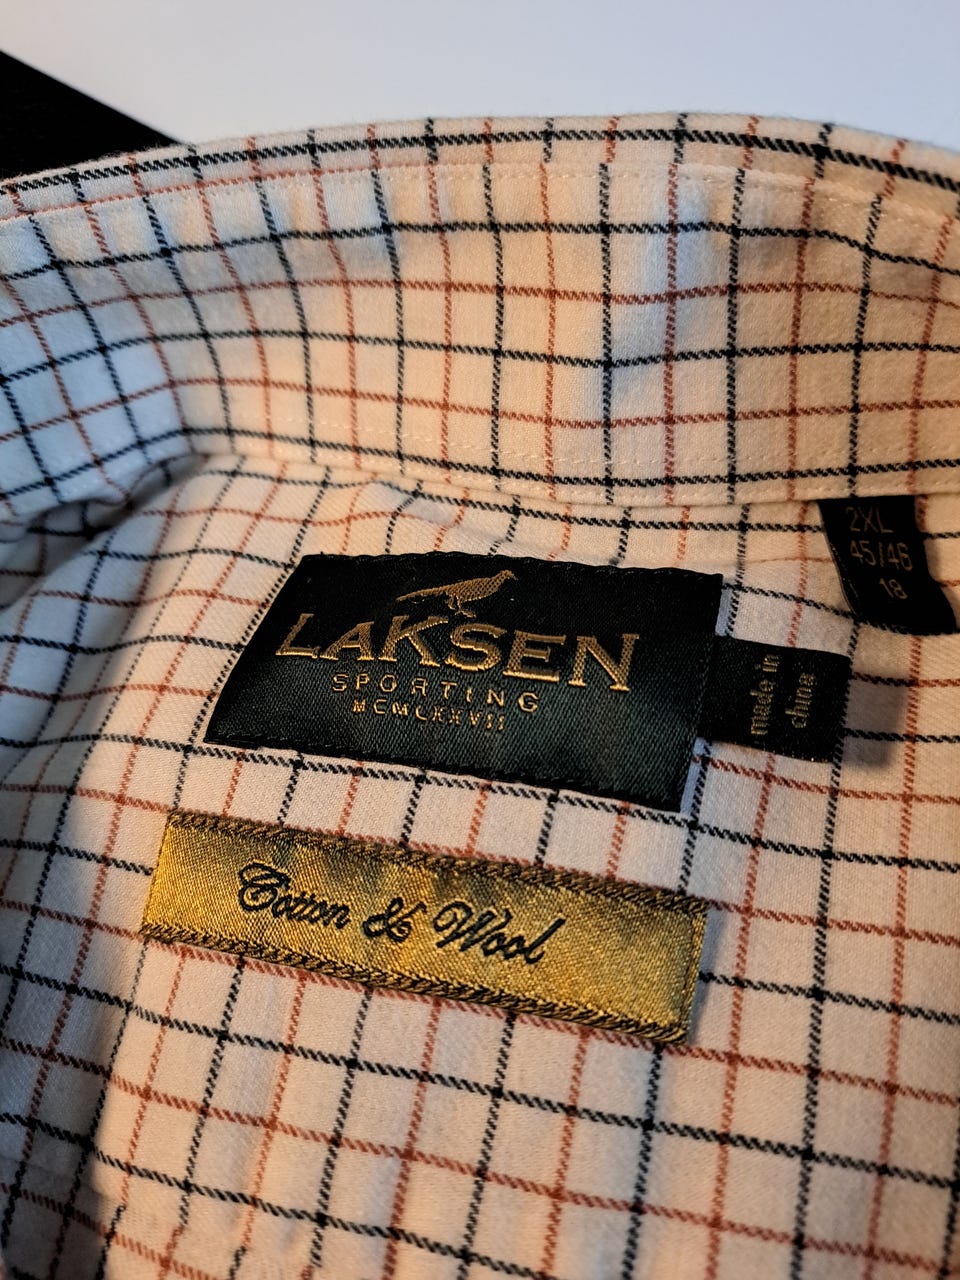 2XL
45/46
18
LAKSEN
SPORTING
MCMLXXVII
made in
china
Cotton & Wool